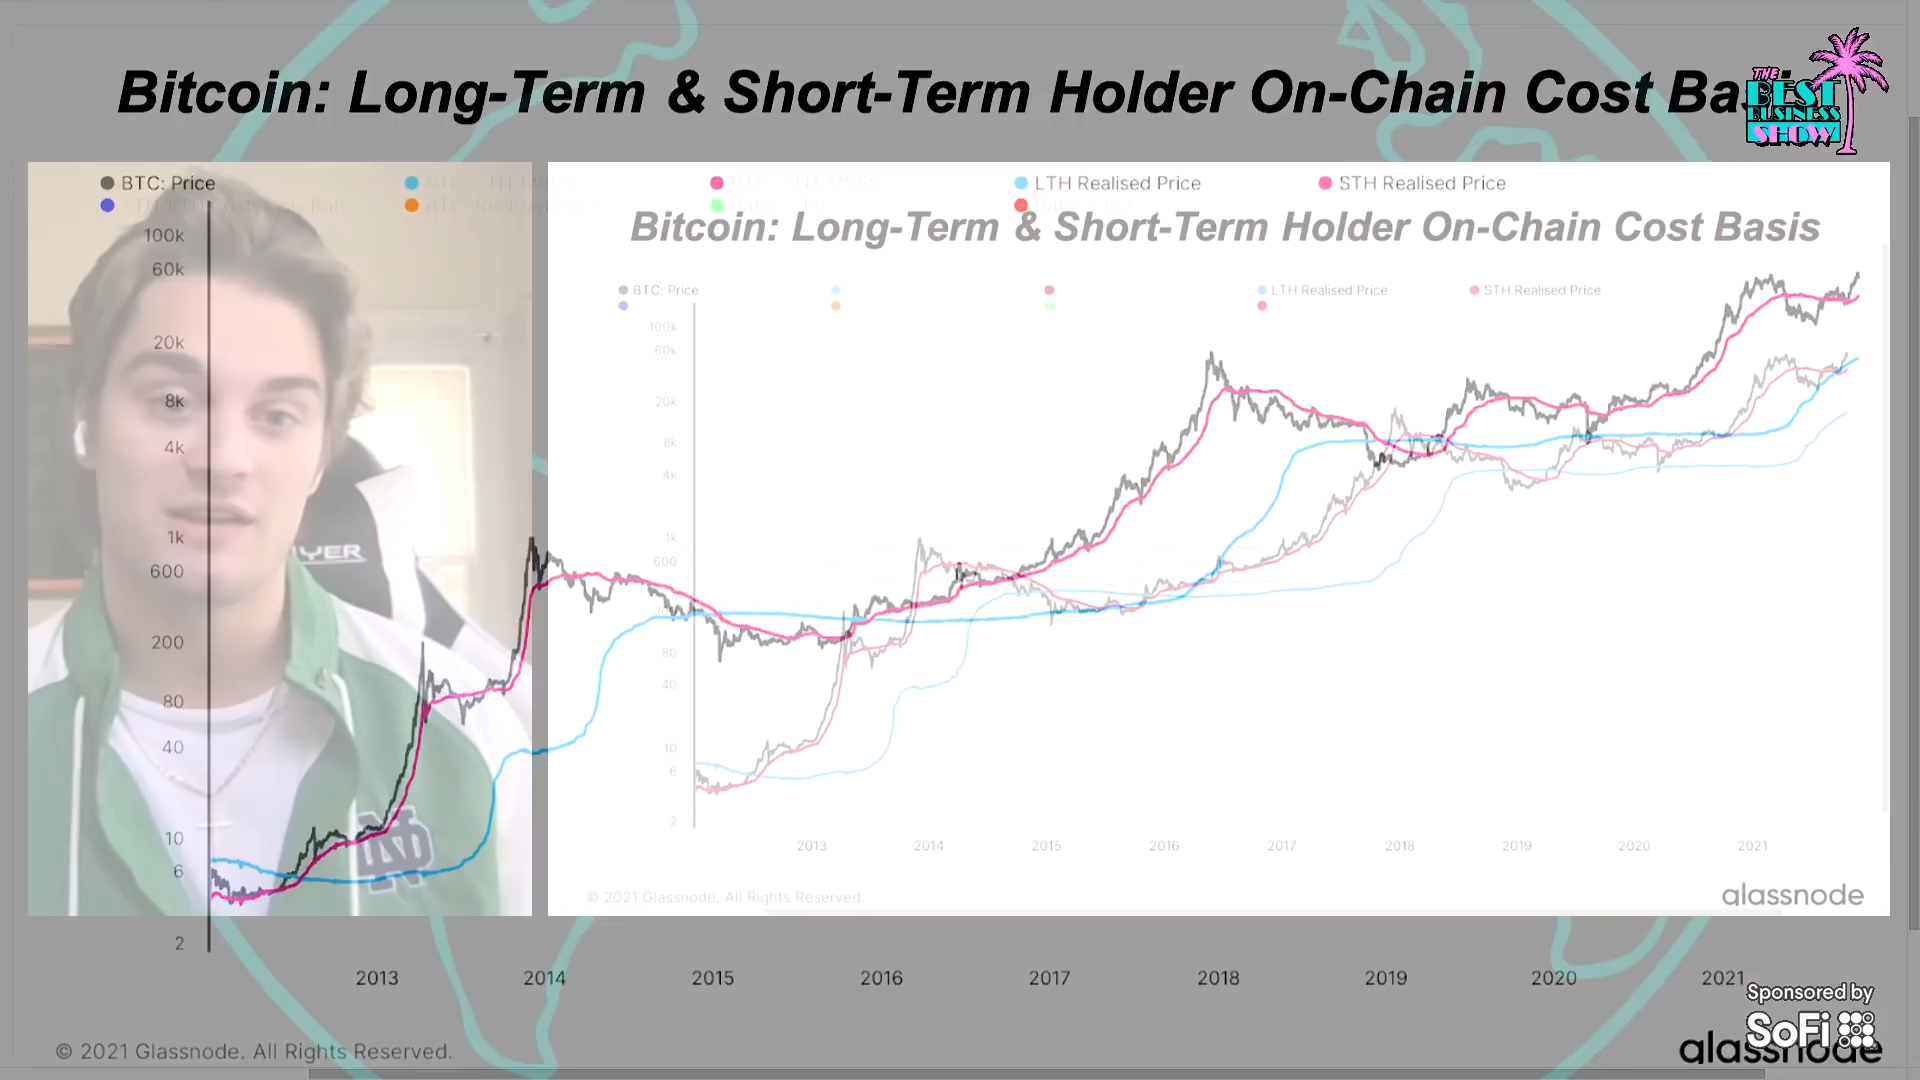 Bitcoin: Long-Term & Short-Term Holder On-Chain Cost
THE
BEST
BUSINESS
SHOW
BTC: Price
LTH Realised Price
STH Realised Price
Bitcoin: Long-Term & Short-Term Holder On-Chain Cost Basis
100k
60k
20k
8k
4k
1k
600
200
80
40
10
6
2
BTC: Price
LTH Realised Price
STH Realised Price
100k
60k
20k
8k
4k
1k
600
80
40
10
6
2
YER
ND
2013 2014 2015 2016 2017 2018 2019 2020 2021
© 2021 Glassnode. All Rights Reserved.
glassnode
2013 2014 2015 2016 2017 2018 2019 2020 2021
Sponsored by
SoFi
© 2021 Glassnode. All Rights Reserved.
glassnode